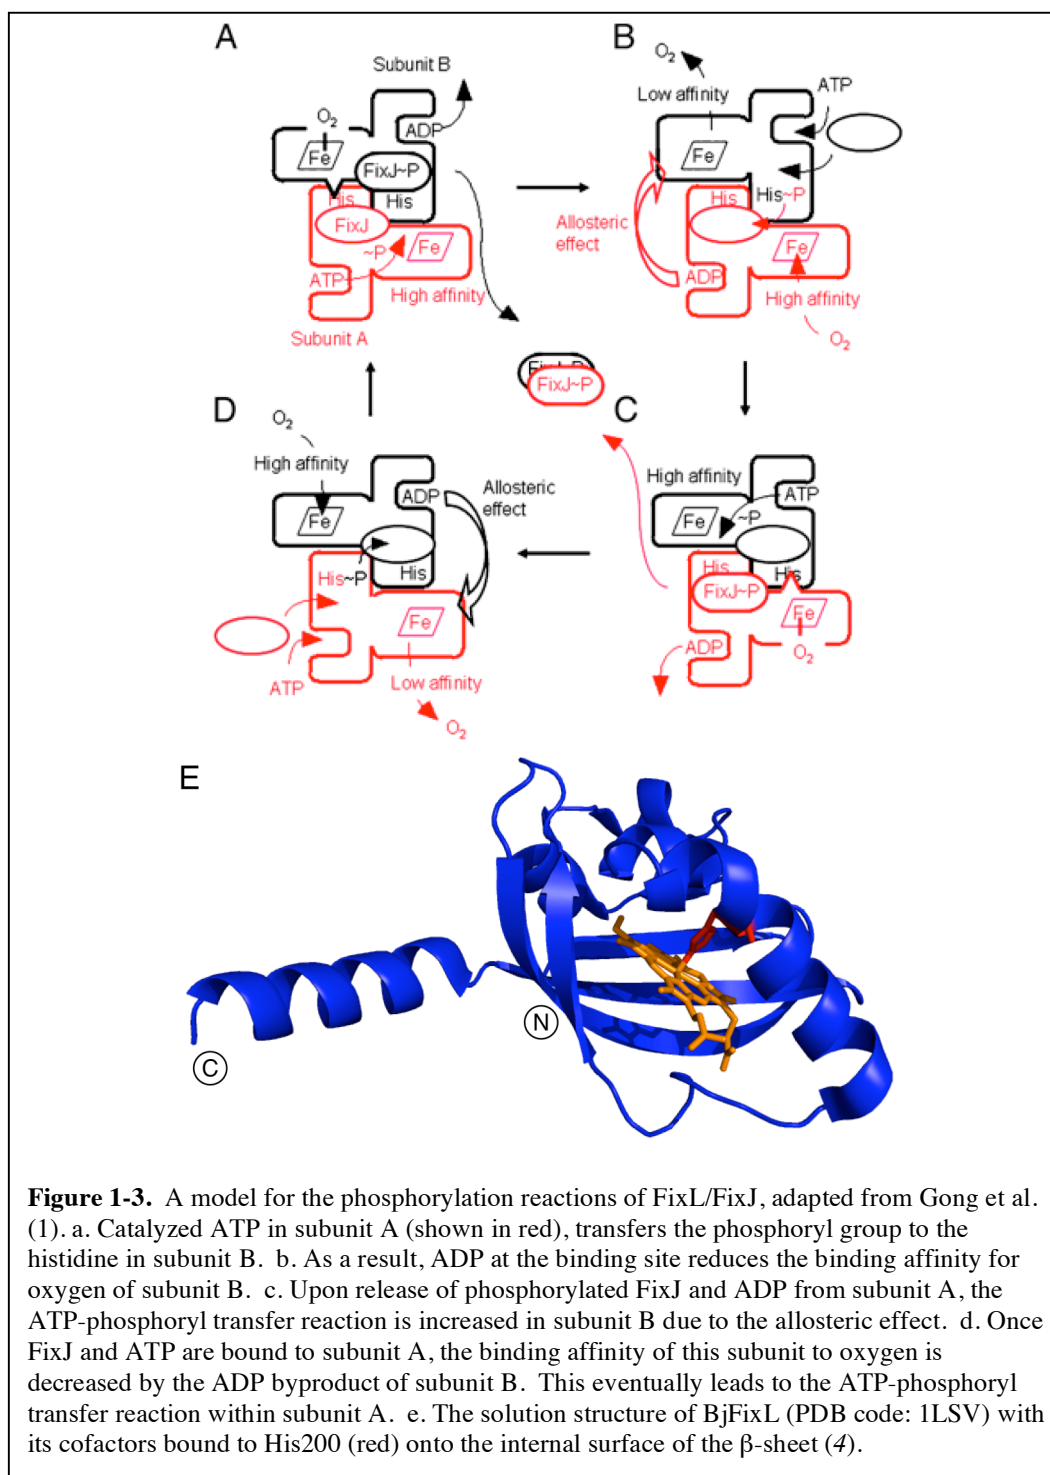 A
Subunit B
O2
ADP
Fe
FixJ~P
His
His
FixJ
~P
Fe
ATP
High affinity
Subunit A
B
O2
Low affinity
ATP
Fe
His
His~P
Allosteric
effect
Fe
ADP
High affinity
O2
FixJ~P
FixJ~P
D
O2
High affinity
ADP
Allosteric
effect
Fe
His~P
His
Fe
ATP
Low affinity
O2
C
High affinity
ATP
Fe
~P
His
His
FixJ~P
Fe
ADP
O2
E
N
C
Figure 1-3. A model for the phosphorylation reactions of FixL/FixJ, adapted from Gong et al.
(1). a. Catalyzed ATP in subunit A (shown in red), transfers the phosphoryl group to the
histidine in subunit B. b. As a result, ADP at the binding site reduces the binding affinity for
oxygen of subunit B. c. Upon release of phosphorylated FixJ and ADP from subunit A, the
ATP-phosphoryl transfer reaction is increased in subunit B due to the allosteric effect. d. Once
FixJ and ATP are bound to subunit A, the binding affinity of this subunit to oxygen is
decreased by the ADP byproduct of subunit B. This eventually leads to the ATP-phosphoryl
transfer reaction within subunit A. e. The solution structure of BjFixL (PDB code: 1LSV) with
its cofactors bound to His200 (red) onto the internal surface of the β-sheet (4).